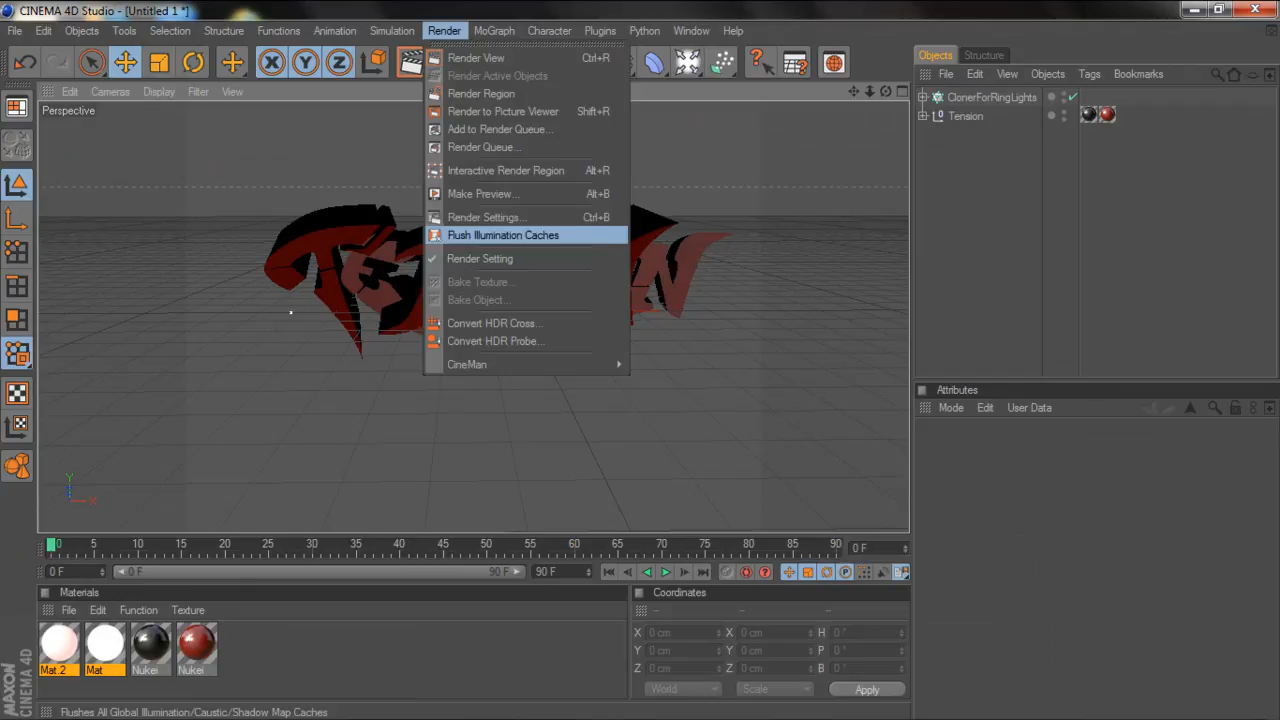 CINEMA 4D Studio - [Untitled 1 *]
File Edit Objects Tools Selection Structure Functions Animation Simulation Render MoGraph Character Plugins Python Window Help
Render View Ctrl+R
Render Active Objects
Render Region
Render to Picture Viewer Shift+R
Add to Render Queue...
Render Queue...
Interactive Render Region Alt+R
Make Preview... Alt+B
Render Settings... Ctrl+B
Flush Illumination Caches
Render Setting
Bake Texture...
Bake Object...
Convert HDR Cross...
Convert HDR Probe...
CineMan
X Y Z
Edit Cameras Display Filter View
Perspective
Y
X
Objects Structure
File Edit View Objects Tags Bookmarks
ClonerForRingLights
Tension
Attributes
Mode Edit User Data
0 5 10 15 20 25 30 35 40 45 50 55 60 65 70 75 80 85 90
0 F
0 F 0 F 90 F 90 F
Materials
File Edit Function Texture
Mat.2 Mat Nukei Nukei
Coordinates
-- -- --
X 0 cm X 0 cm H 0 °
Y 0 cm Y 0 cm P 0 °
Z 0 cm Z 0 cm B 0 °
World Scale Apply
MAXON
CINEMA 4D
Flushes All Global Illumination/Caustic/Shadow Map Caches